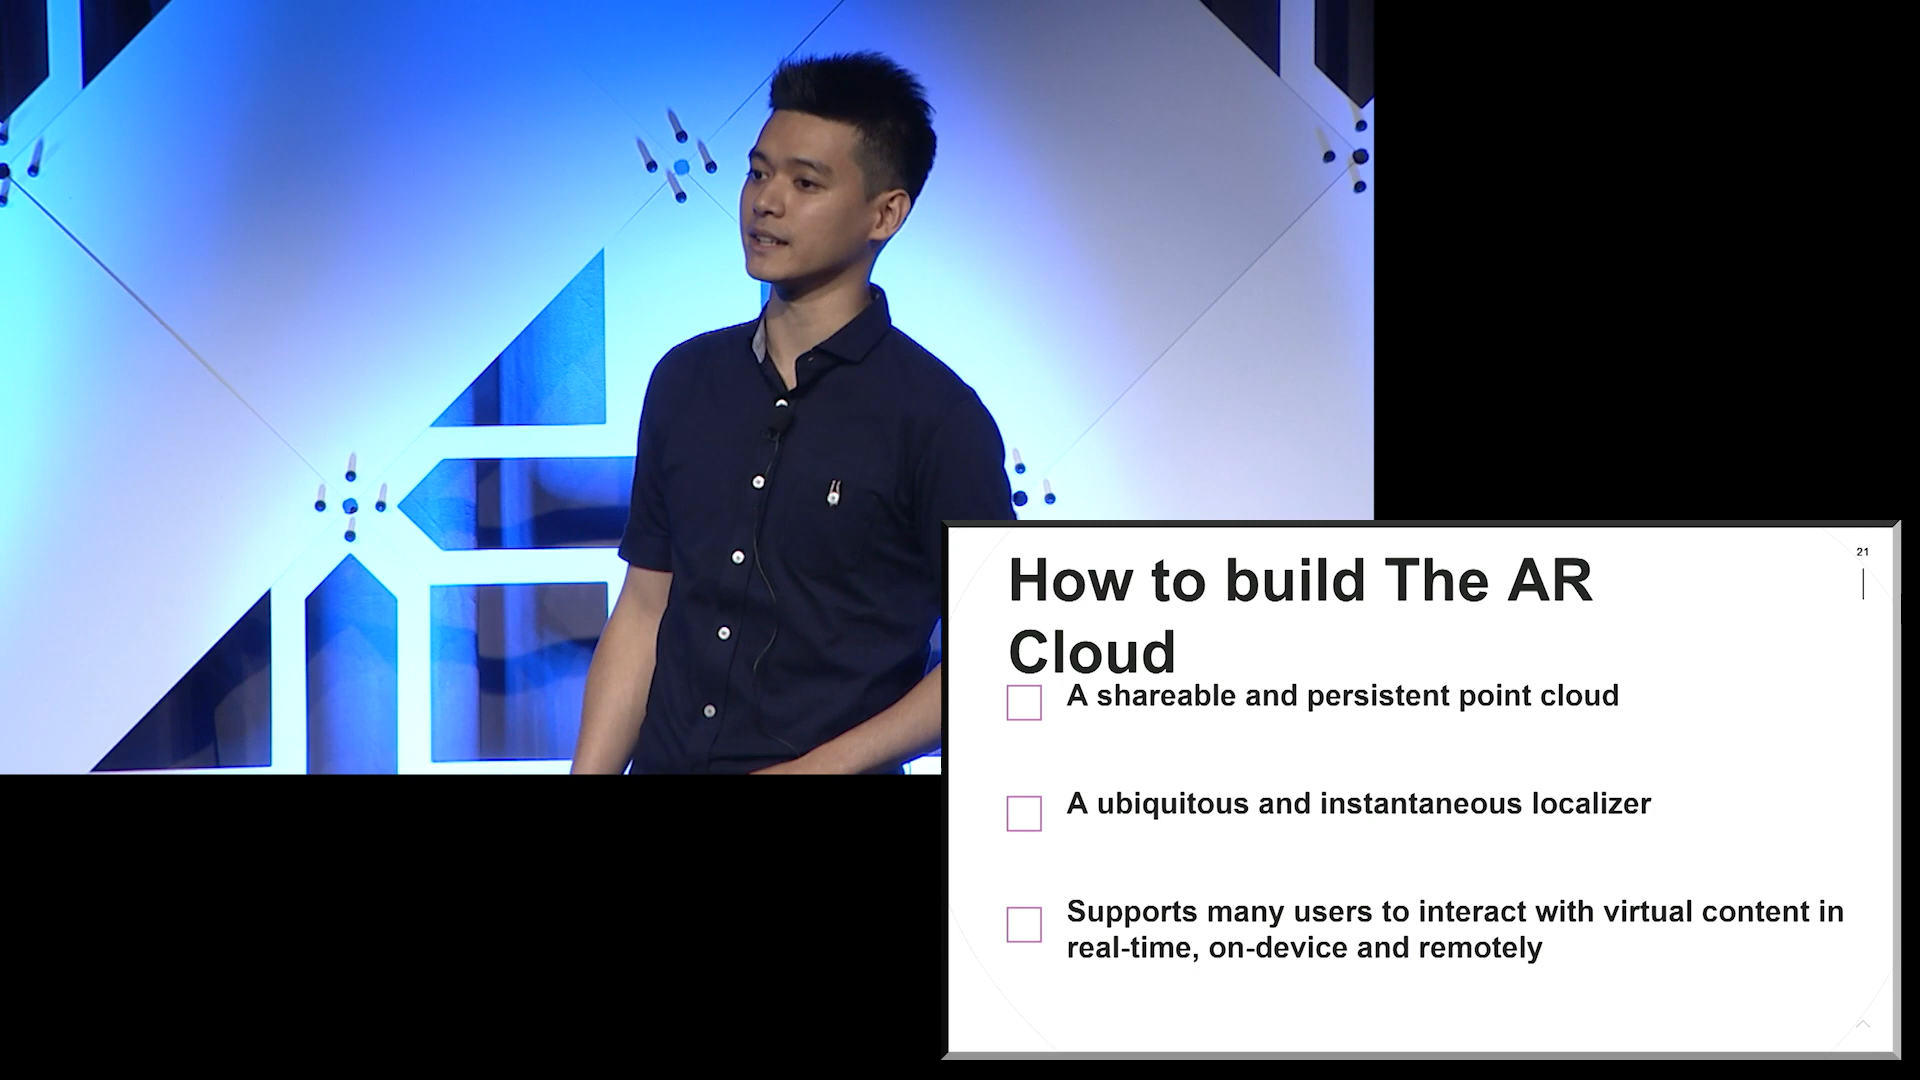 21
How to build The AR
Cloud
A shareable and persistent point cloud
A ubiquitous and instantaneous localizer
Supports many users to interact with virtual content in
real-time, on-device and remotely